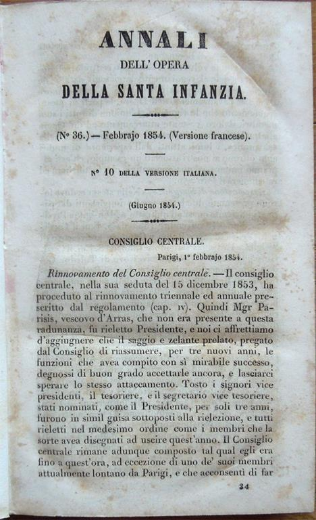 ANNALI
DELL'OPERA
DELLA SANTA INFANZIA.
(Nº 36.) — Febbrajo 1854. (Versione francese).
Nº 10 DELLA VERSIONE ITALIANA.
(Giugno 1854.)
CONSIGLIO CENTRALE.
Parigi, 1º febbrajo 1854.
Rinnovamento del Consiglio centrale. — Il consiglio
centrale, nella sua seduta del 15 dicembre 1853, ha
proceduto al rinnovamento triennale ed annuale pre-
scritto dal regolamento (cap. IV). Quindi Mgr Pa-
risis, vescovo d'Arras, che non era presente a questa
radunanza, fu rieletto Presidente, e noi ci affrettiamo
d'aggingnere che il saggio e zelante prelato, pregato
dal Consiglio di riassumere, per tre nuovi anni, le
funzioni che avea compito con sì mirabile successo,
degnossi di buon grado accettarle ancora, e lasciarci
sperare lo stesso attaccamento. Tosto i signori vice
presidenti, il tesoriere, e il segretario vice tesoriere,
stati nominati, come il Presidente, per soli tre anni,
furono in simil guisa sottoposti alla rielezione, e tutti
rieletti nel medesimo ordine come i membri che la
sorte avea disegnati ad uscire quest'anno. Il Consiglio
centrale rimane adunque composto tal qual egli era
fino a quest'ora, ad eccezione di uno de' suoi membri
attualmente lontano da Parigi, e che acconsenti di far
24